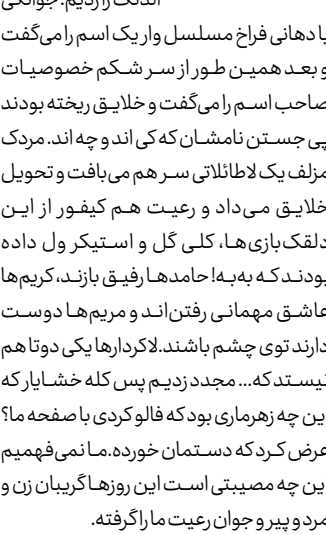 اندک را زدیم. جوانکی
با دهانی فراخ مسلسل وار یک اسم را می‌گفت
و بعد همین طور از سر شکم خصوصیات
صاحب اسم را می‌گفت و خلایق ریخته بودند
پی جستن نامشان که کی اند و چه اند. مردک
مزلف یک لاطائلاتی سر هم می‌بافت و تحویل
خلایق می‌داد و رعیت هم کیفور از این
دلقک‌بازی‌ها، کلی گل و استیکر ول داده
بودند که به‌به! حامدها رفیق بازند، کریم‌ها
عاشق مهمانی رفتن‌اند و مریم‌ها دوست
دارند توی چشم باشند. لاکردارها یکی دوتا هم
نیستند که... مجدد زدیم پس کله خشایار که
این چه زهرماری بود که فالو کردی با صفحه ما؟
عرض کرد که دستمان خورده. ما نمی‌فهمیم
این چه مصیبتی است این روزها گریبان زن و
مرد و پیر و جوان رعیت ما را گرفته.